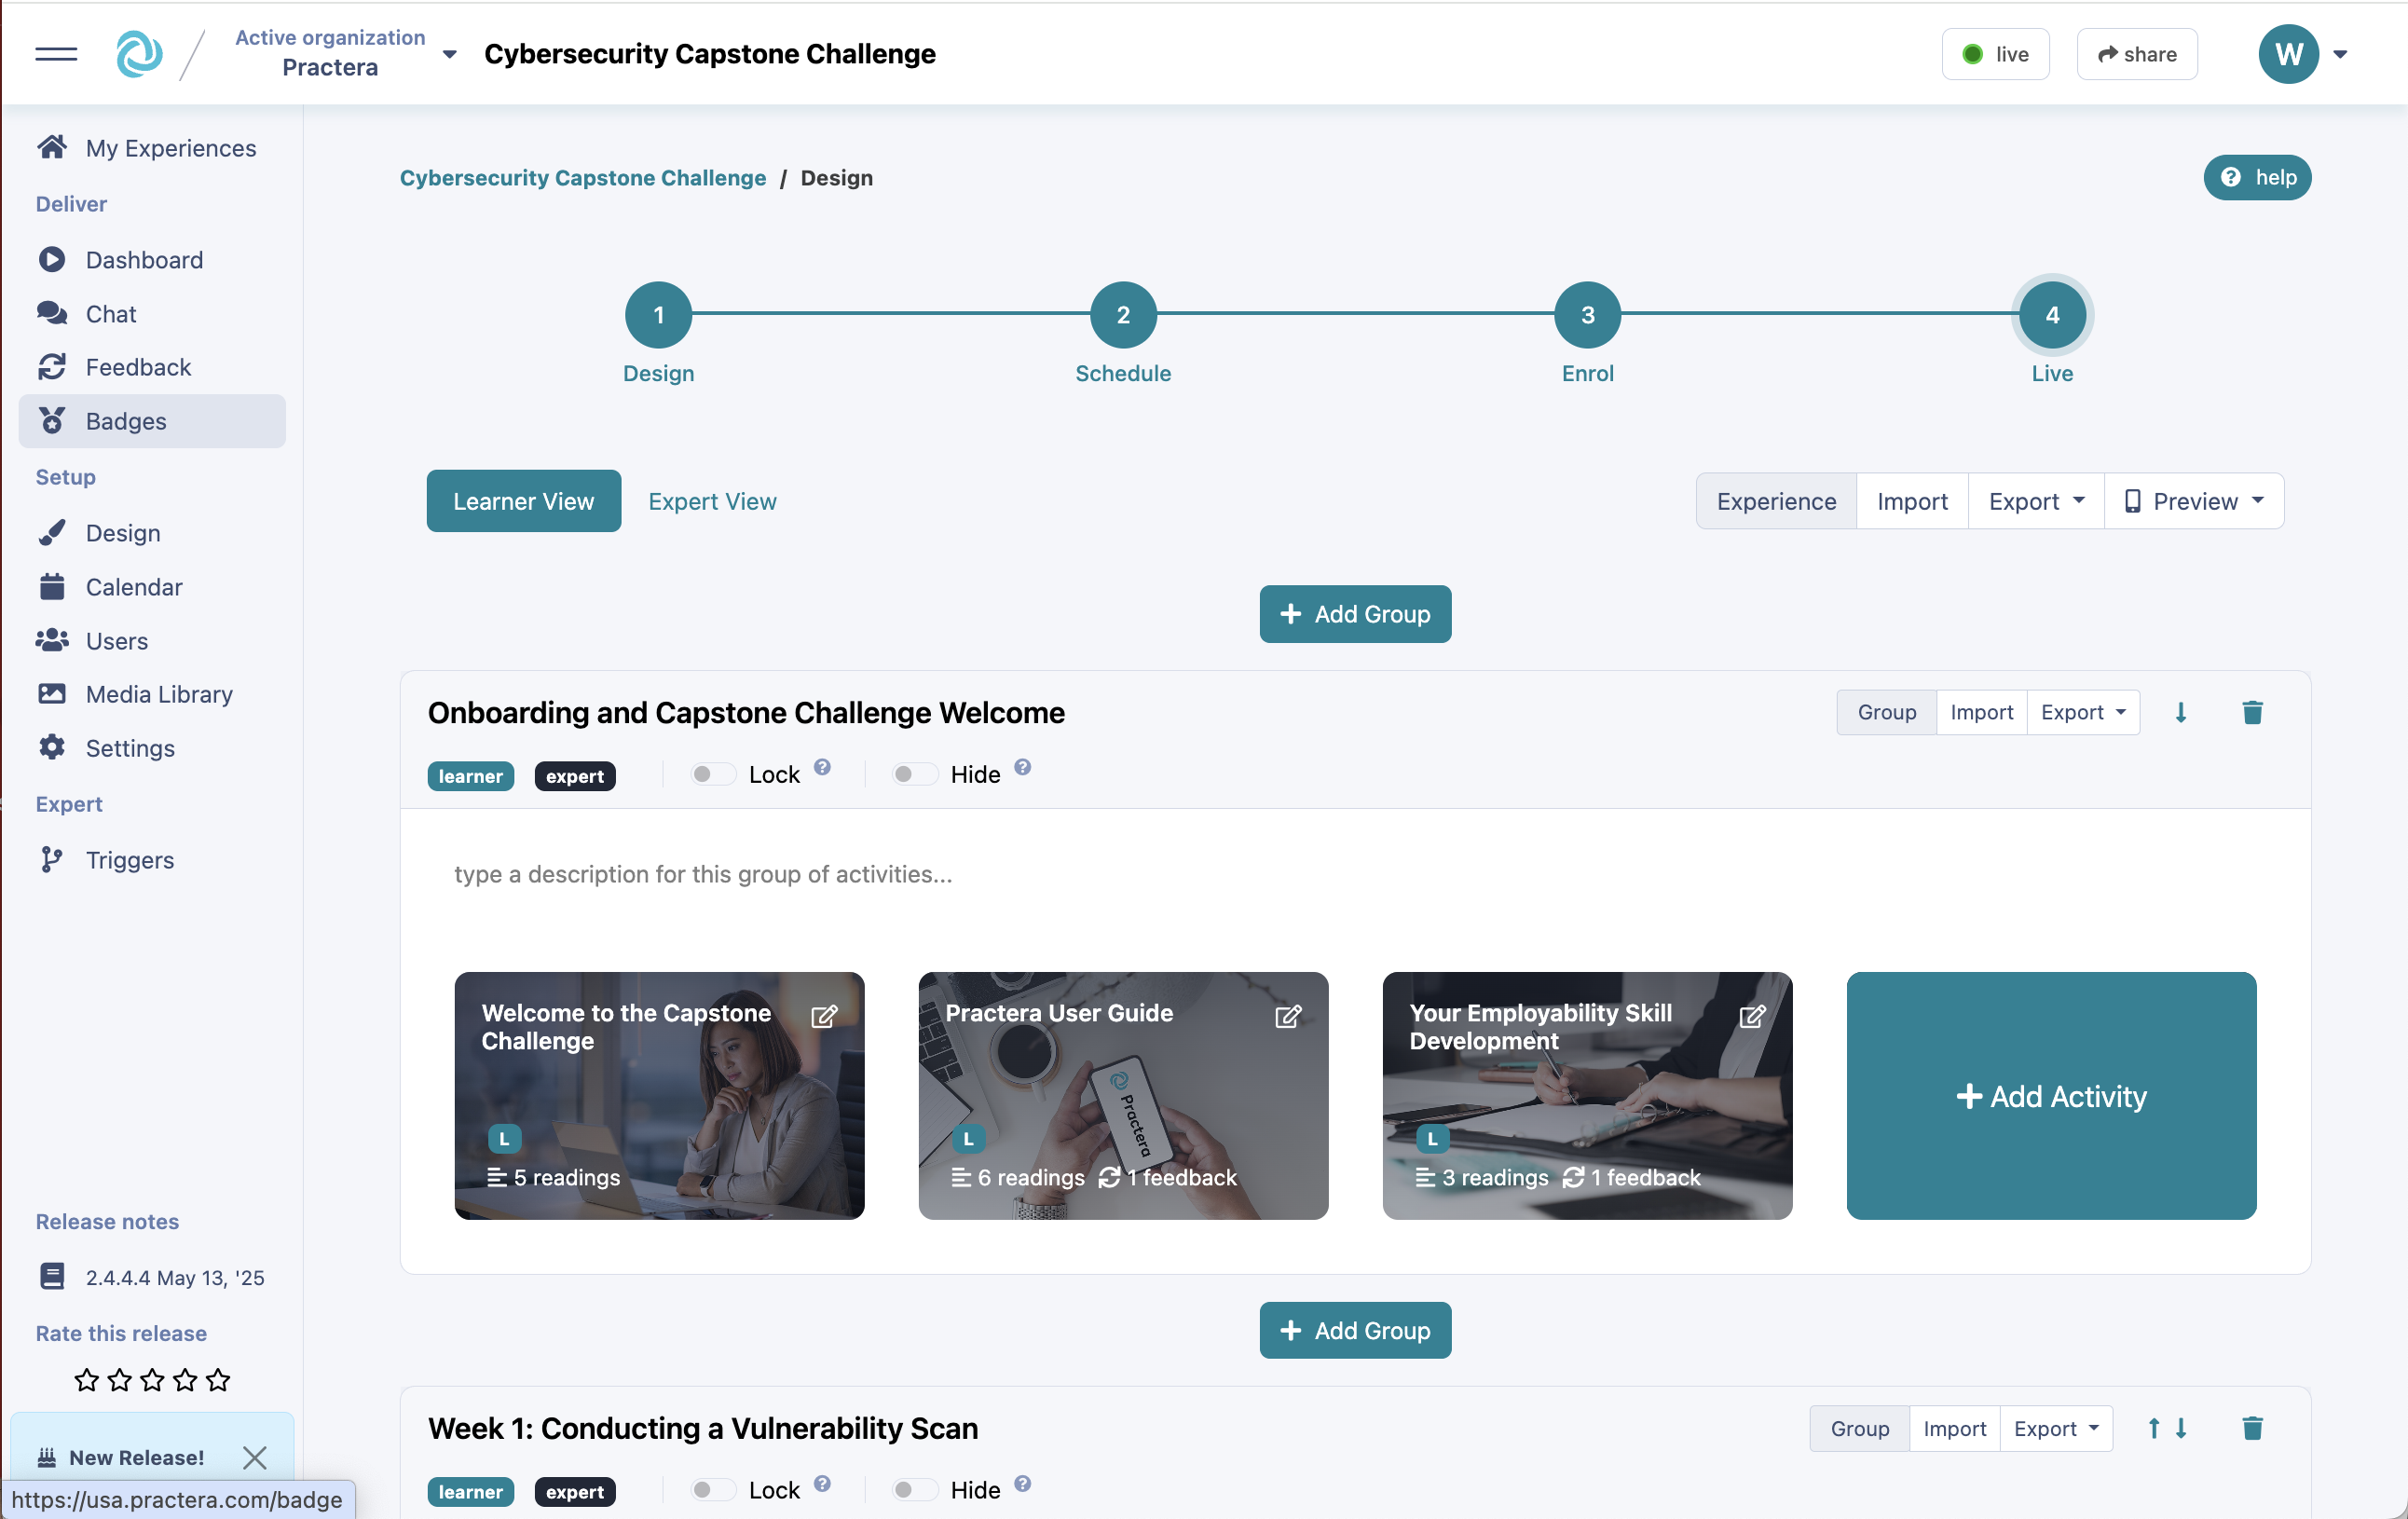 Active organization
Practera
Cybersecurity Capstone Challenge
live
share
W
My Experiences
Deliver
Dashboard
Chat
Feedback
Badges
Setup
Design
Calendar
Users
Media Library
Settings
Expert
Triggers
Release notes
2.4.4.4 May 13, '25
Rate this release
New Release!
https://usa.practera.com/badge
Cybersecurity Capstone Challenge / Design
help
1
2
3
4
Design
Schedule
Enrol
Live
Learner View
Expert View
Experience
Import
Export
Preview
Add Group
Onboarding and Capstone Challenge Welcome
Group
Import
Export
learner
expert
Lock
Hide
type a description for this group of activities...
Welcome to the Capstone
Challenge
L
5 readings
Practera User Guide
Practera
L
6 readings
1 feedback
Your Employability Skill
Development
L
3 readings
1 feedback
Add Activity
Add Group
Week 1: Conducting a Vulnerability Scan
Group
Import
Export
learner
expert
Lock
Hide